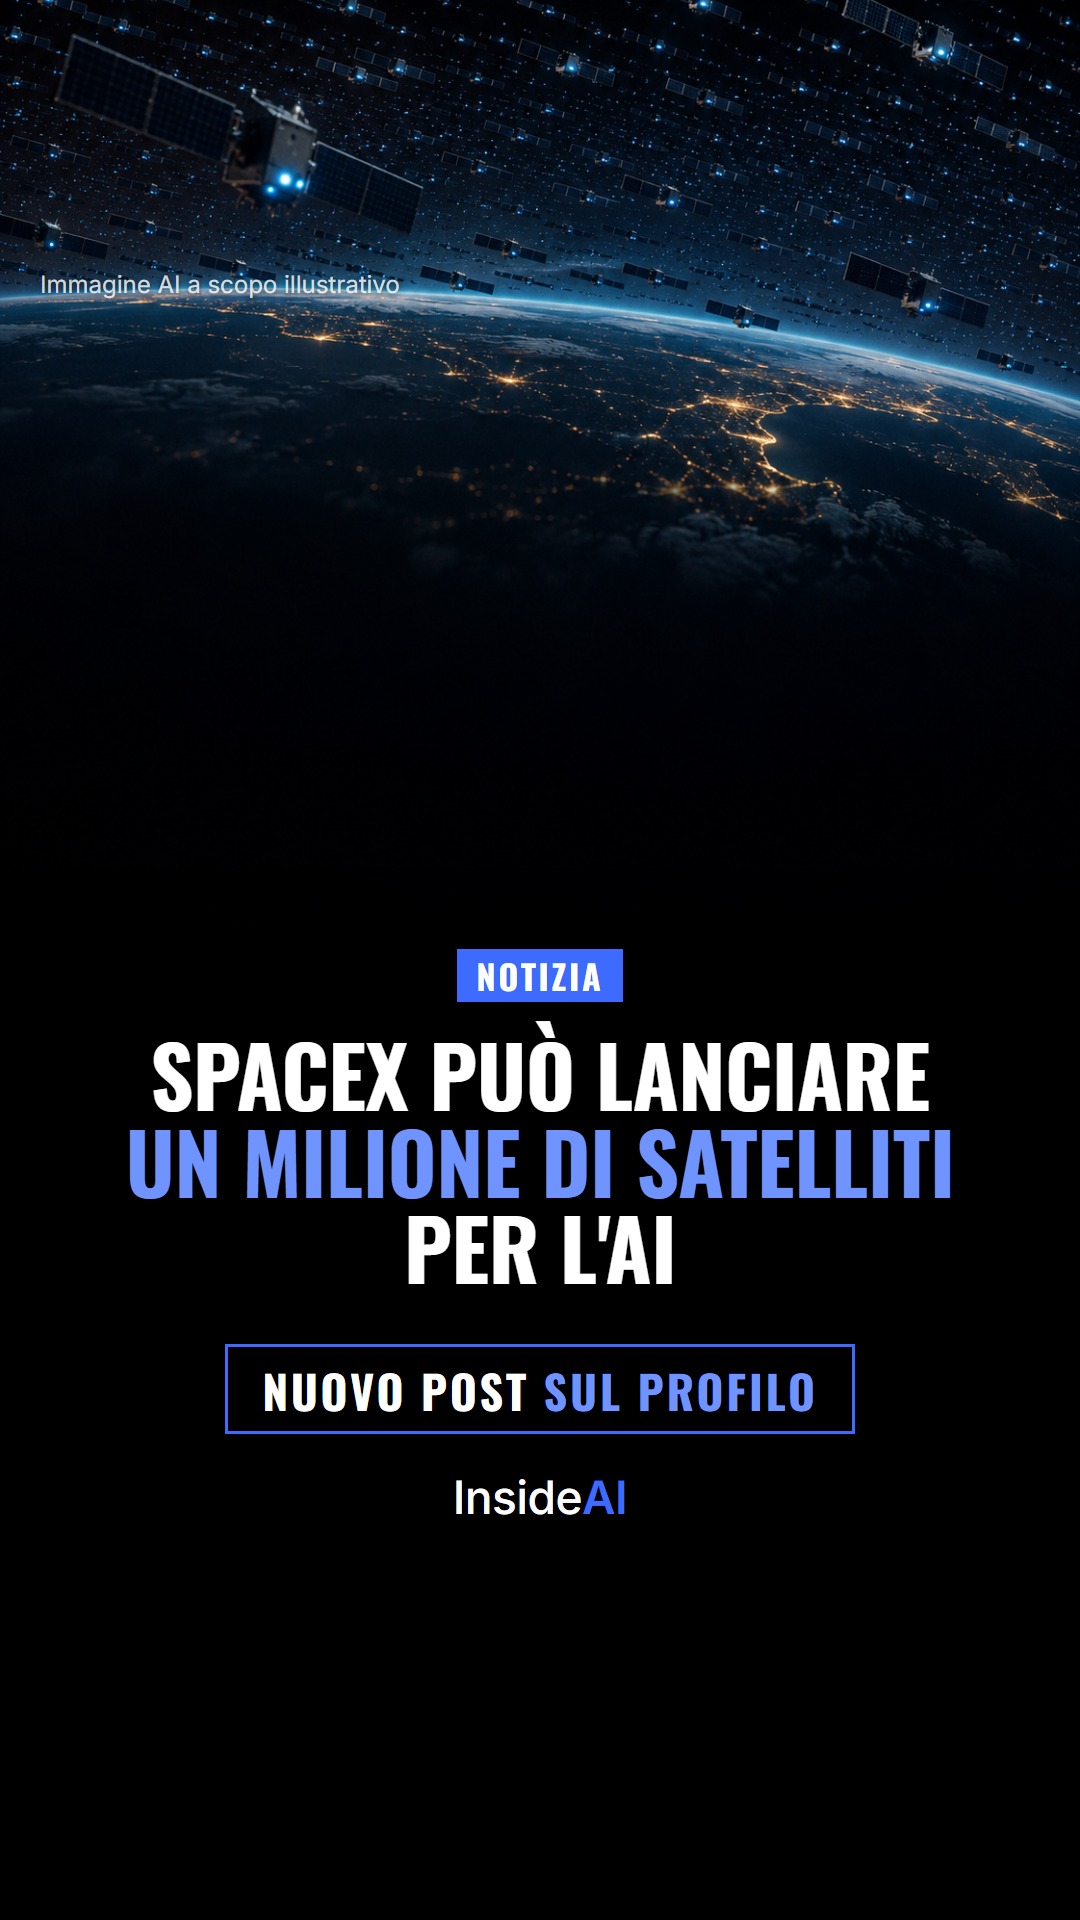 Immagine AI a scopo illustrativo
NOTIZIA
SPACEX PUÒ LANCIARE
UN MILIONE DI SATELLITI
PER L'AI
NUOVO POST SUL PROFILO
InsideAI